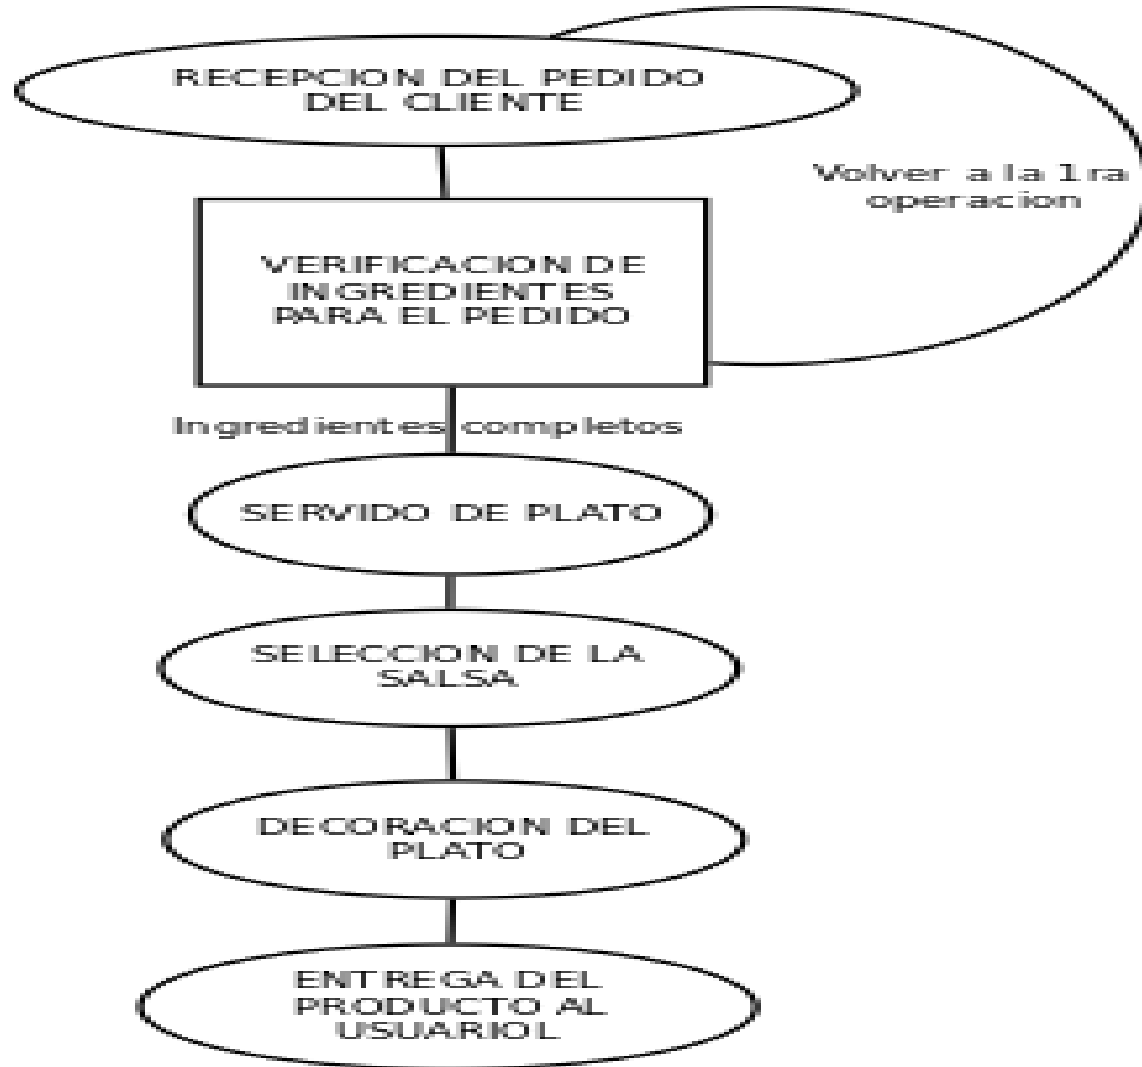 RECEPCION DEL PEDIDO
DEL CLIENTE
Volver a la 1ra
operacion
VERIFICACION DE
INGREDIENTES
PARA EL PEDIDO
Ingredientes completos
SERVIDO DE PLATO
SELECCION DE LA
SALSA
DECORACION DEL
PLATO
ENTREGA DEL
PRODUCTO AL
USUARIOL